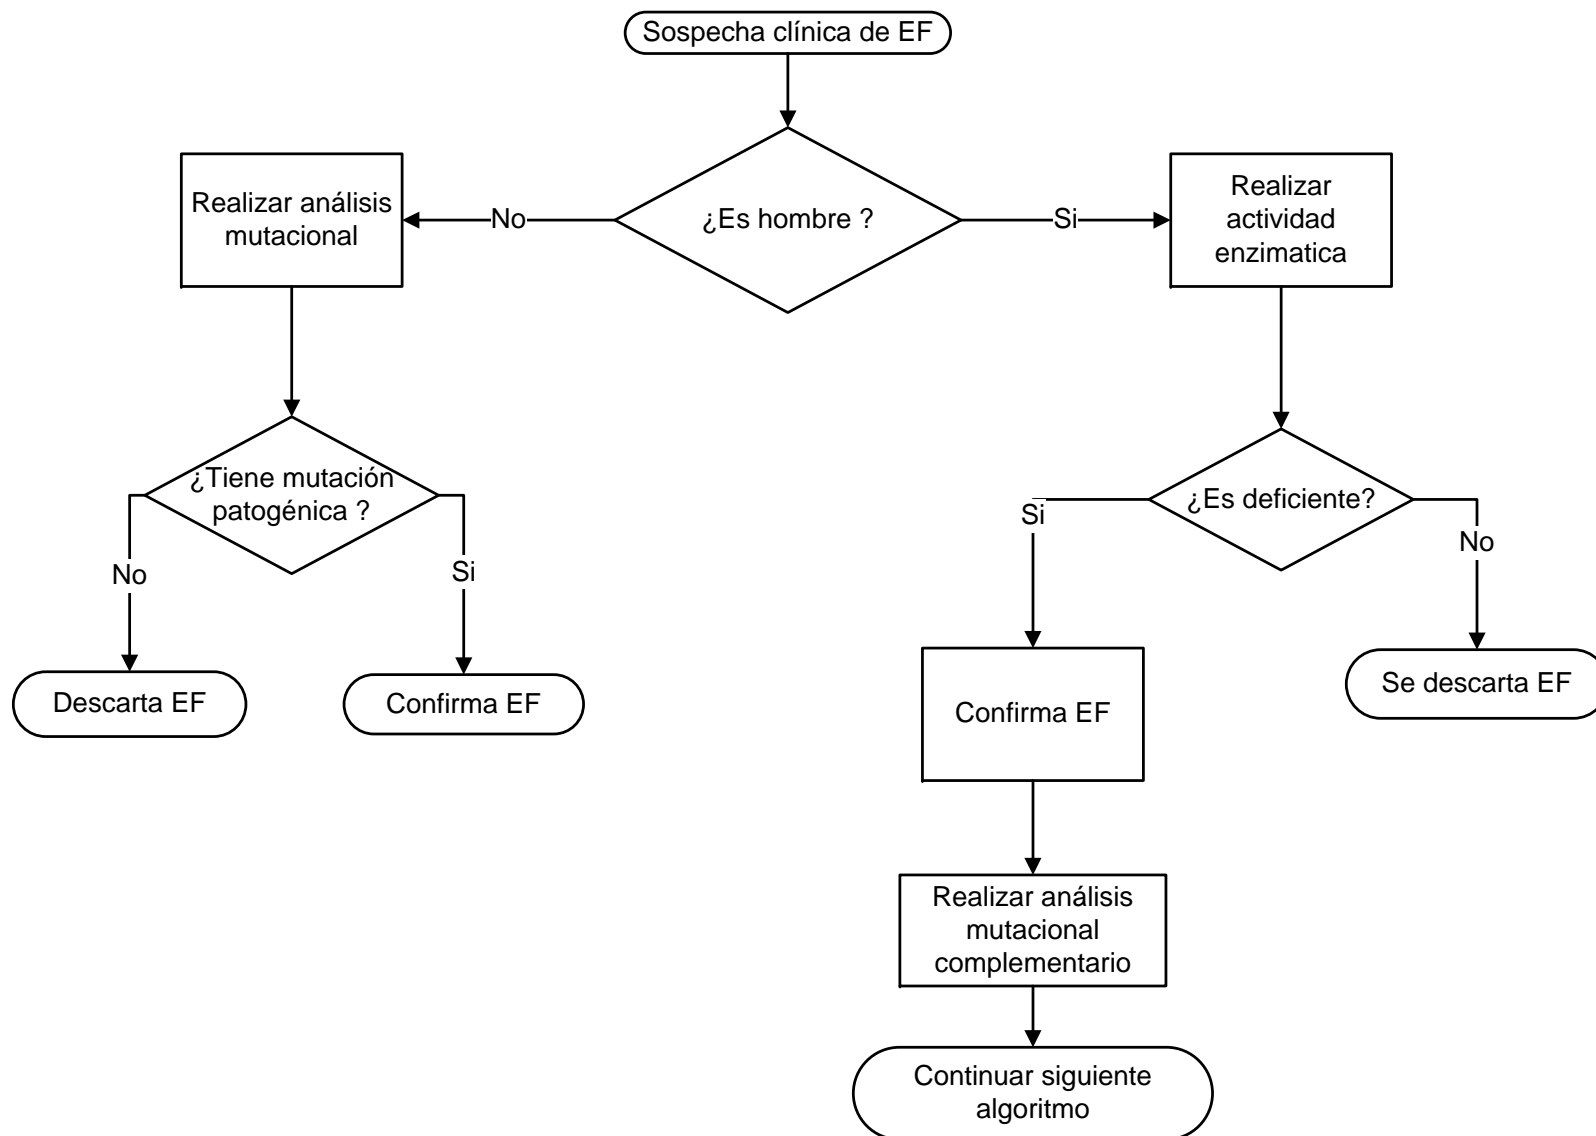 Sospecha clínica de EF
¿Es hombre ?
No
Si
Realizar análisis
mutacional
Realizar
actividad
enzimatica
¿Tiene mutación
patogénica ?
No
Si
Descarta EF
Confirma EF
¿Es deficiente?
Si
No
Confirma EF
Se descarta EF
Realizar análisis
mutacional
complementario
Continuar siguiente
algoritmo